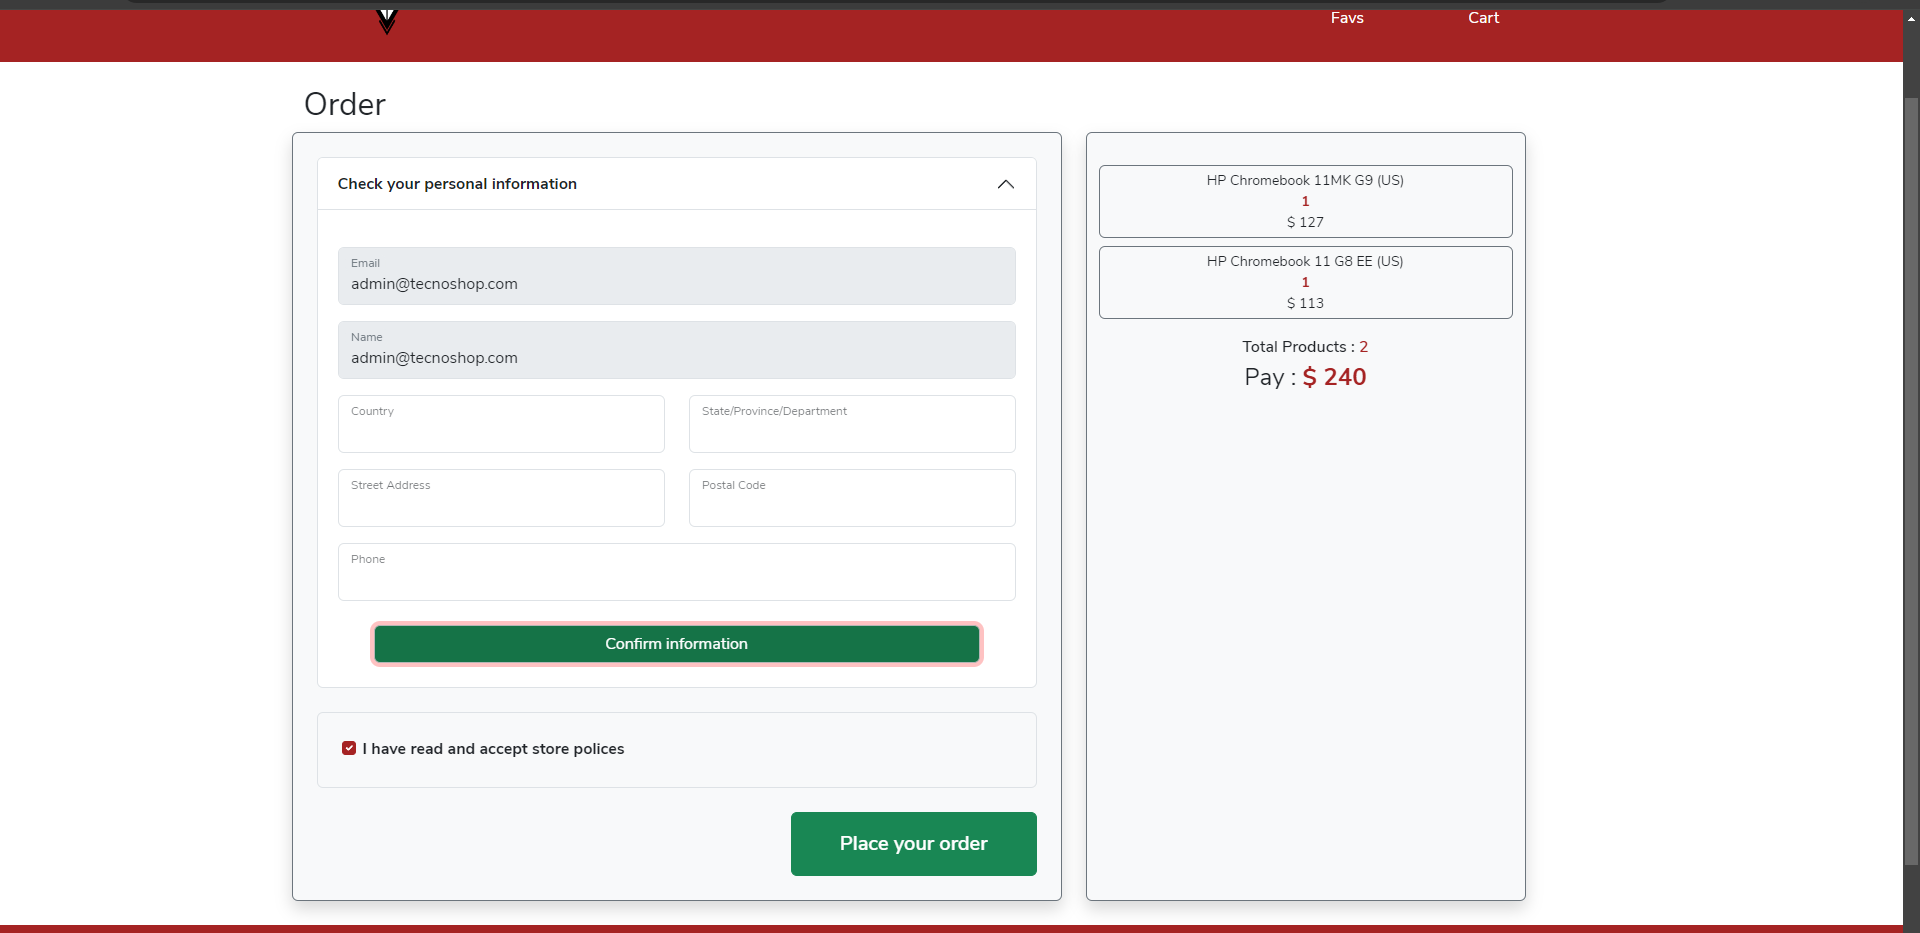 Favs
Cart
Order
Check your personal information
Email
admin@tecnoshop.com
Name
admin@tecnoshop.com
Country
State/Province/Department
Street Address
Postal Code
Phone
Confirm information
I have read and accept store polices
Place your order
HP Chromebook 11MK G9 (US)
1
$ 127
HP Chromebook 11 G8 EE (US)
1
$ 113
Total Products : 2
Pay : $ 240